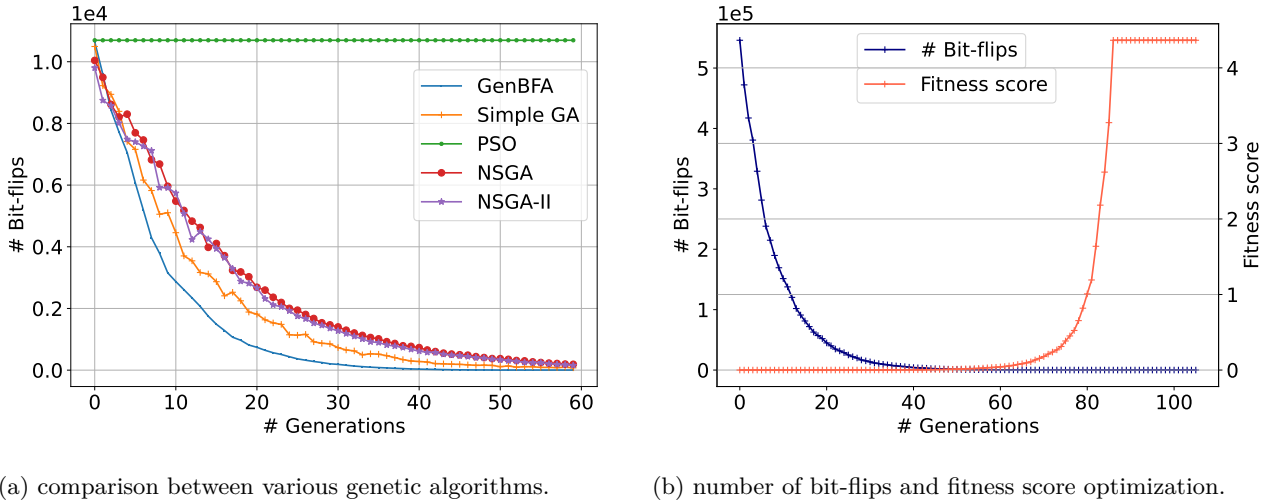 1e4
# Bit-flips
1.0
0.8
0.6
0.4
0.2
0.0
GenBFA
Simple GA
PSO
NSGA
NSGA-II
0 10 20 30 40 50 60
# Generations
(a) comparison between various genetic algorithms.
1e5
# Bit-flips
5
4
3
2
1
0
# Bit-flips
Fitness score
4
3
2
1
0
Fitness score
0 20 40 60 80 100
# Generations
(b) number of bit-flips and fitness score optimization.